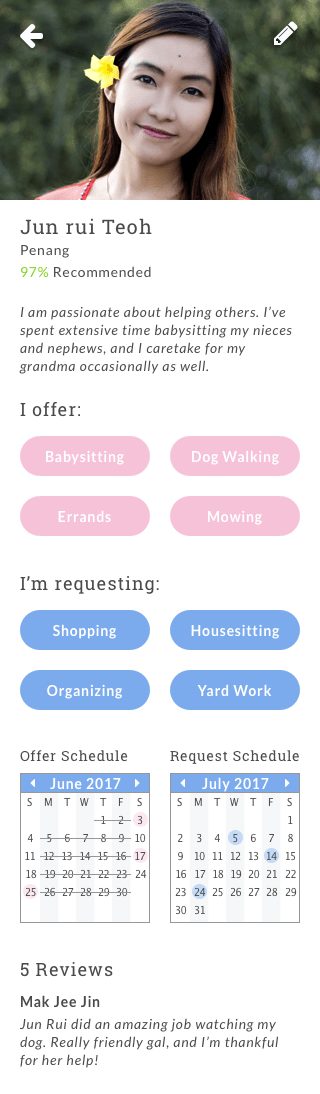 Jun rui Teoh
Penang
97% Recommended
I am passionate about helping others. I’ve
spent extensive time babysitting my nieces
and nephews, and I caretake for my
grandma occasionally as well.
I offer:
Babysitting Dog Walking
Errands Mowing
I’m requesting:
Shopping Housesitting
Organizing Yard Work
Offer Schedule Request Schedule
June 2017 July 2017
S M T W T F S S M T W T F S
1 2 3 1
4 5 6 7 8 9 10 2 3 4 5 6 7 8
11 12 13 14 15 16 17 9 10 11 12 13 14 15
18 19 20 21 22 23 24 16 17 18 19 20 21 22
25 26 27 28 29 30 23 24 25 26 27 28 29
30 31
5 Reviews
Mak Jee Jin
Jun Rui did an amazing job watching my
dog. Really friendly gal, and I’m thankful
for her help!